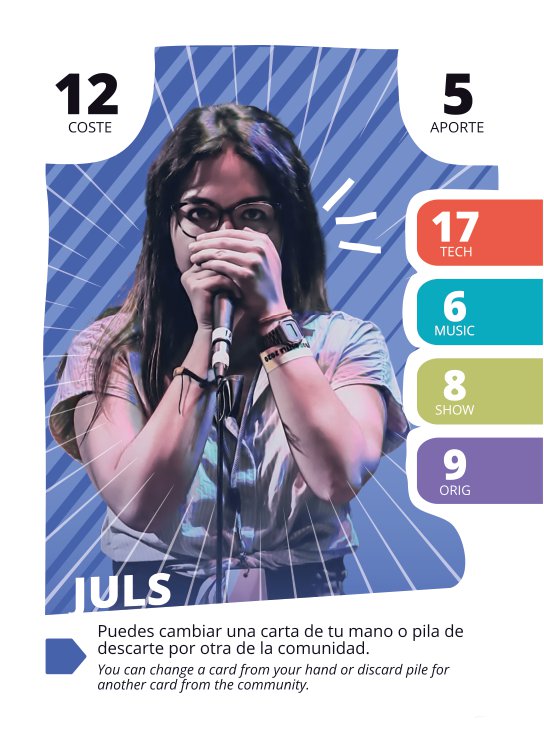 12
COSTE
5
APORTE
17
TECH
6
MUSIC
8
SHOW
9
ORIG
JULS
Puedes cambiar una carta de tu mano o pila de
descarte por otra de la comunidad.
You can change a card from your hand or discard pile for
another card from the community.